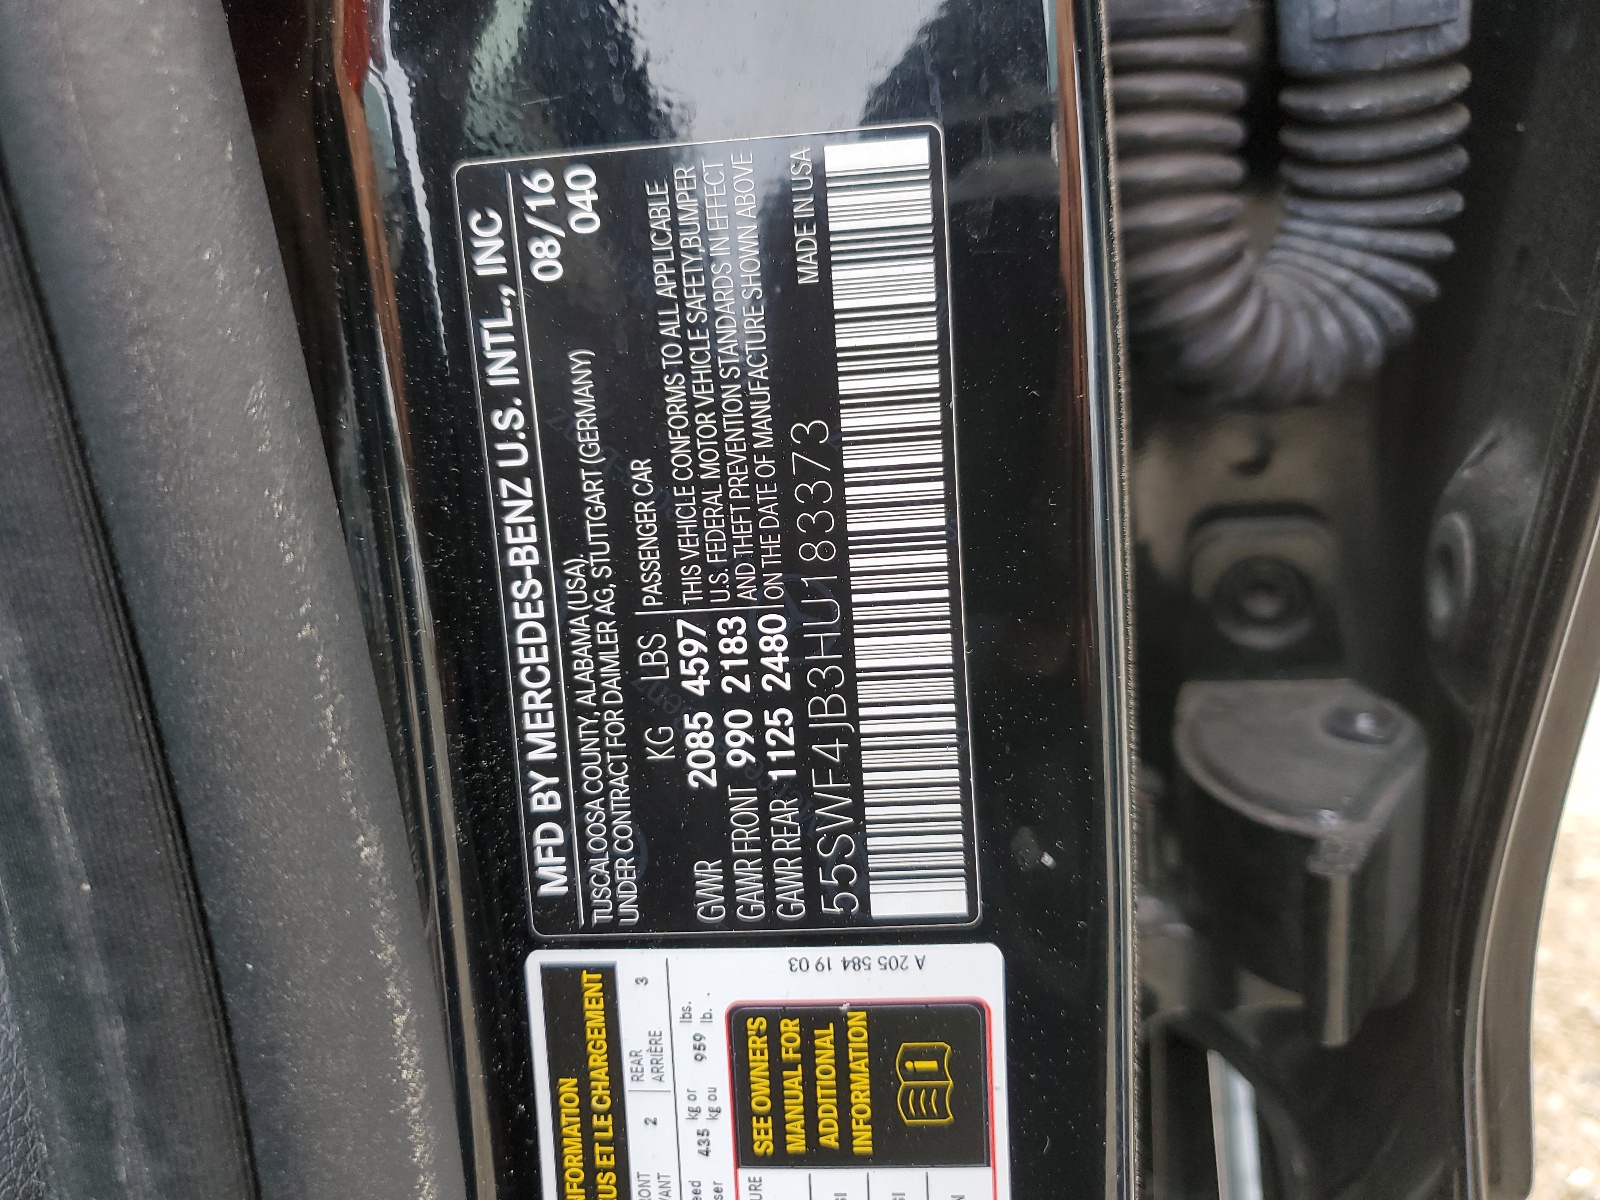 MFD BY MERCEDES-BENZ U.S. INTL., INC
TUSCALOOSA COUNTY, ALABAMA (USA), 08/16
UNDER CONTRACT FOR DAIMLER AG, STUTTGART (GERMANY) 040
KG LBS PASSENGER CAR
GVWR 2085 4597 THIS VEHICLE CONFORMS TO ALL APPLICABLE
GAWR FRONT 990 2183 U.S. FEDERAL MOTOR VEHICLE SAFETY,BUMPER
GAWR REAR 1125 2480 AND THEFT PREVENTION STANDARDS IN EFFECT
ON THE DATE OF MANUFACTURE SHOWN ABOVE
55SWF4JB3HU183373 MADE IN USA
ET LE CHARGEMENT
2 REAR 3
ARRIÈRE
435 kg or 959 lbs.
kg ou lb.
SEE OWNER'S
MANUAL FOR
ADDITIONAL
INFORMATION
A 205 584 19 03